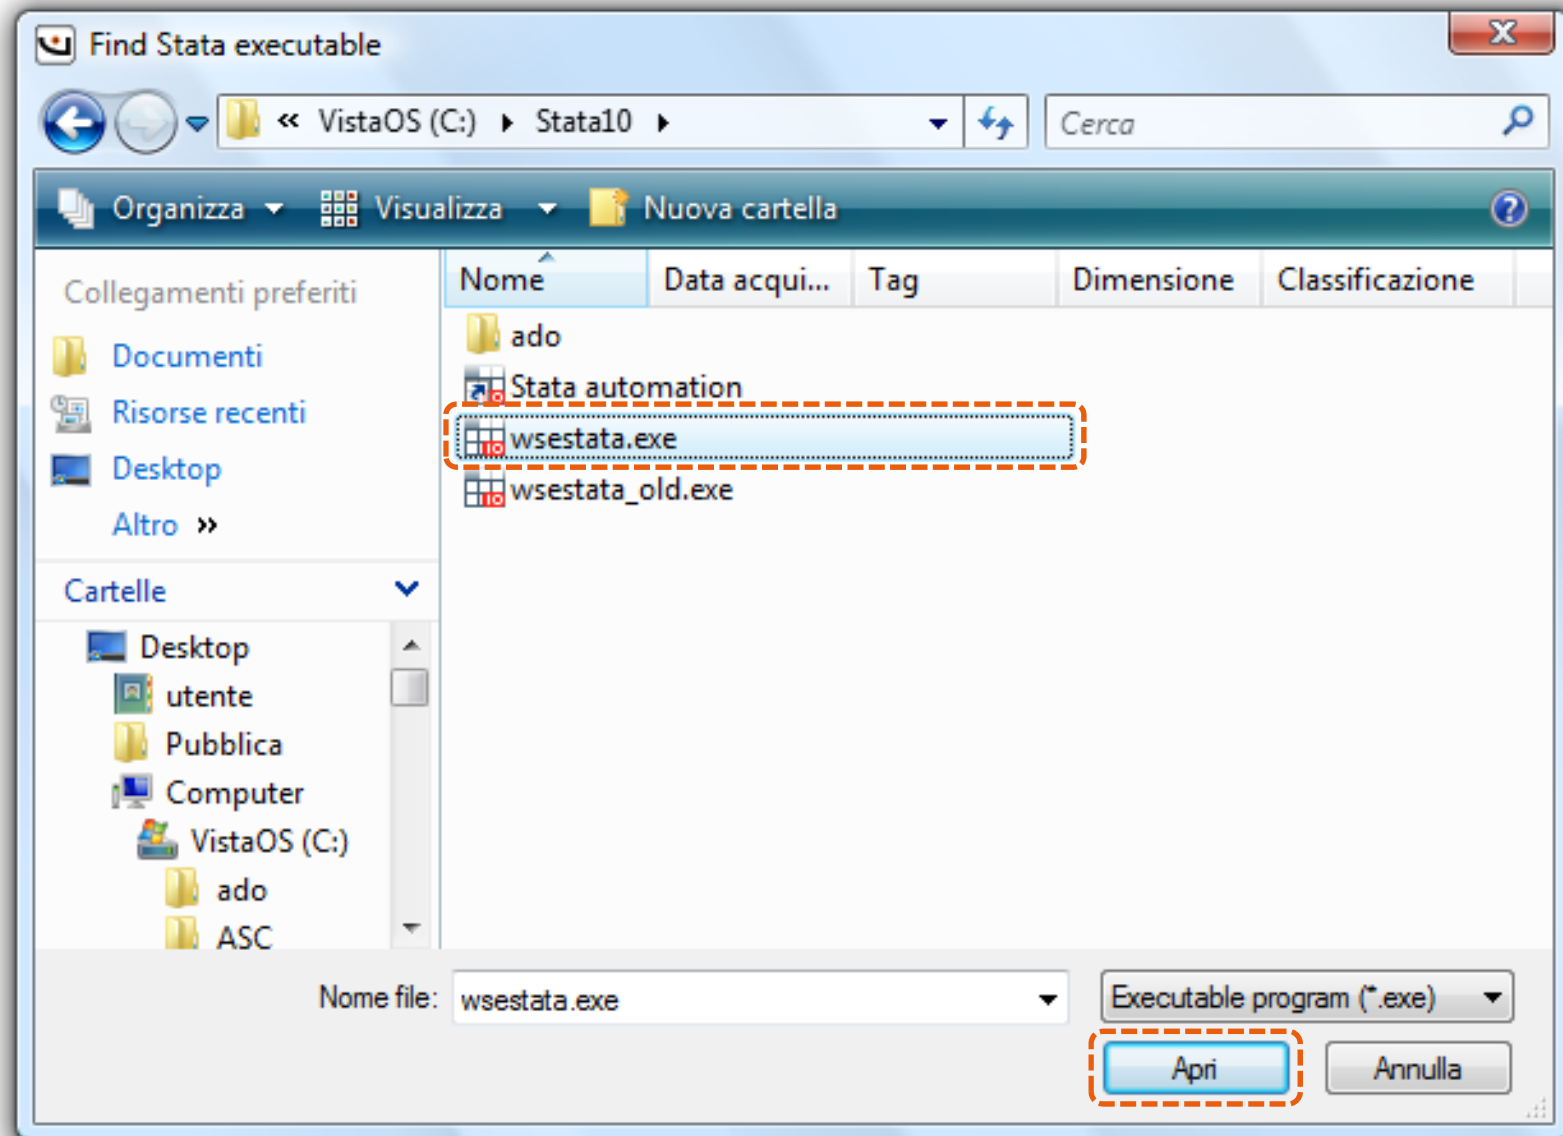 Find Stata executable
« VistaOS (C:) Stata10
Cerca
Organizza Visualizza Nuova cartella
Collegamenti preferiti
Documenti
Risorse recenti
Desktop
Altro »
Cartelle
Desktop
utente
Pubblica
Computer
VistaOS (C:)
ado
ASC
Nome Data acqui... Tag Dimensione Classificazione
ado
Stata automation
wsestata.exe
wsestata_old.exe
Nome file: wsestata.exe Executable program (*.exe)
Apri Annulla